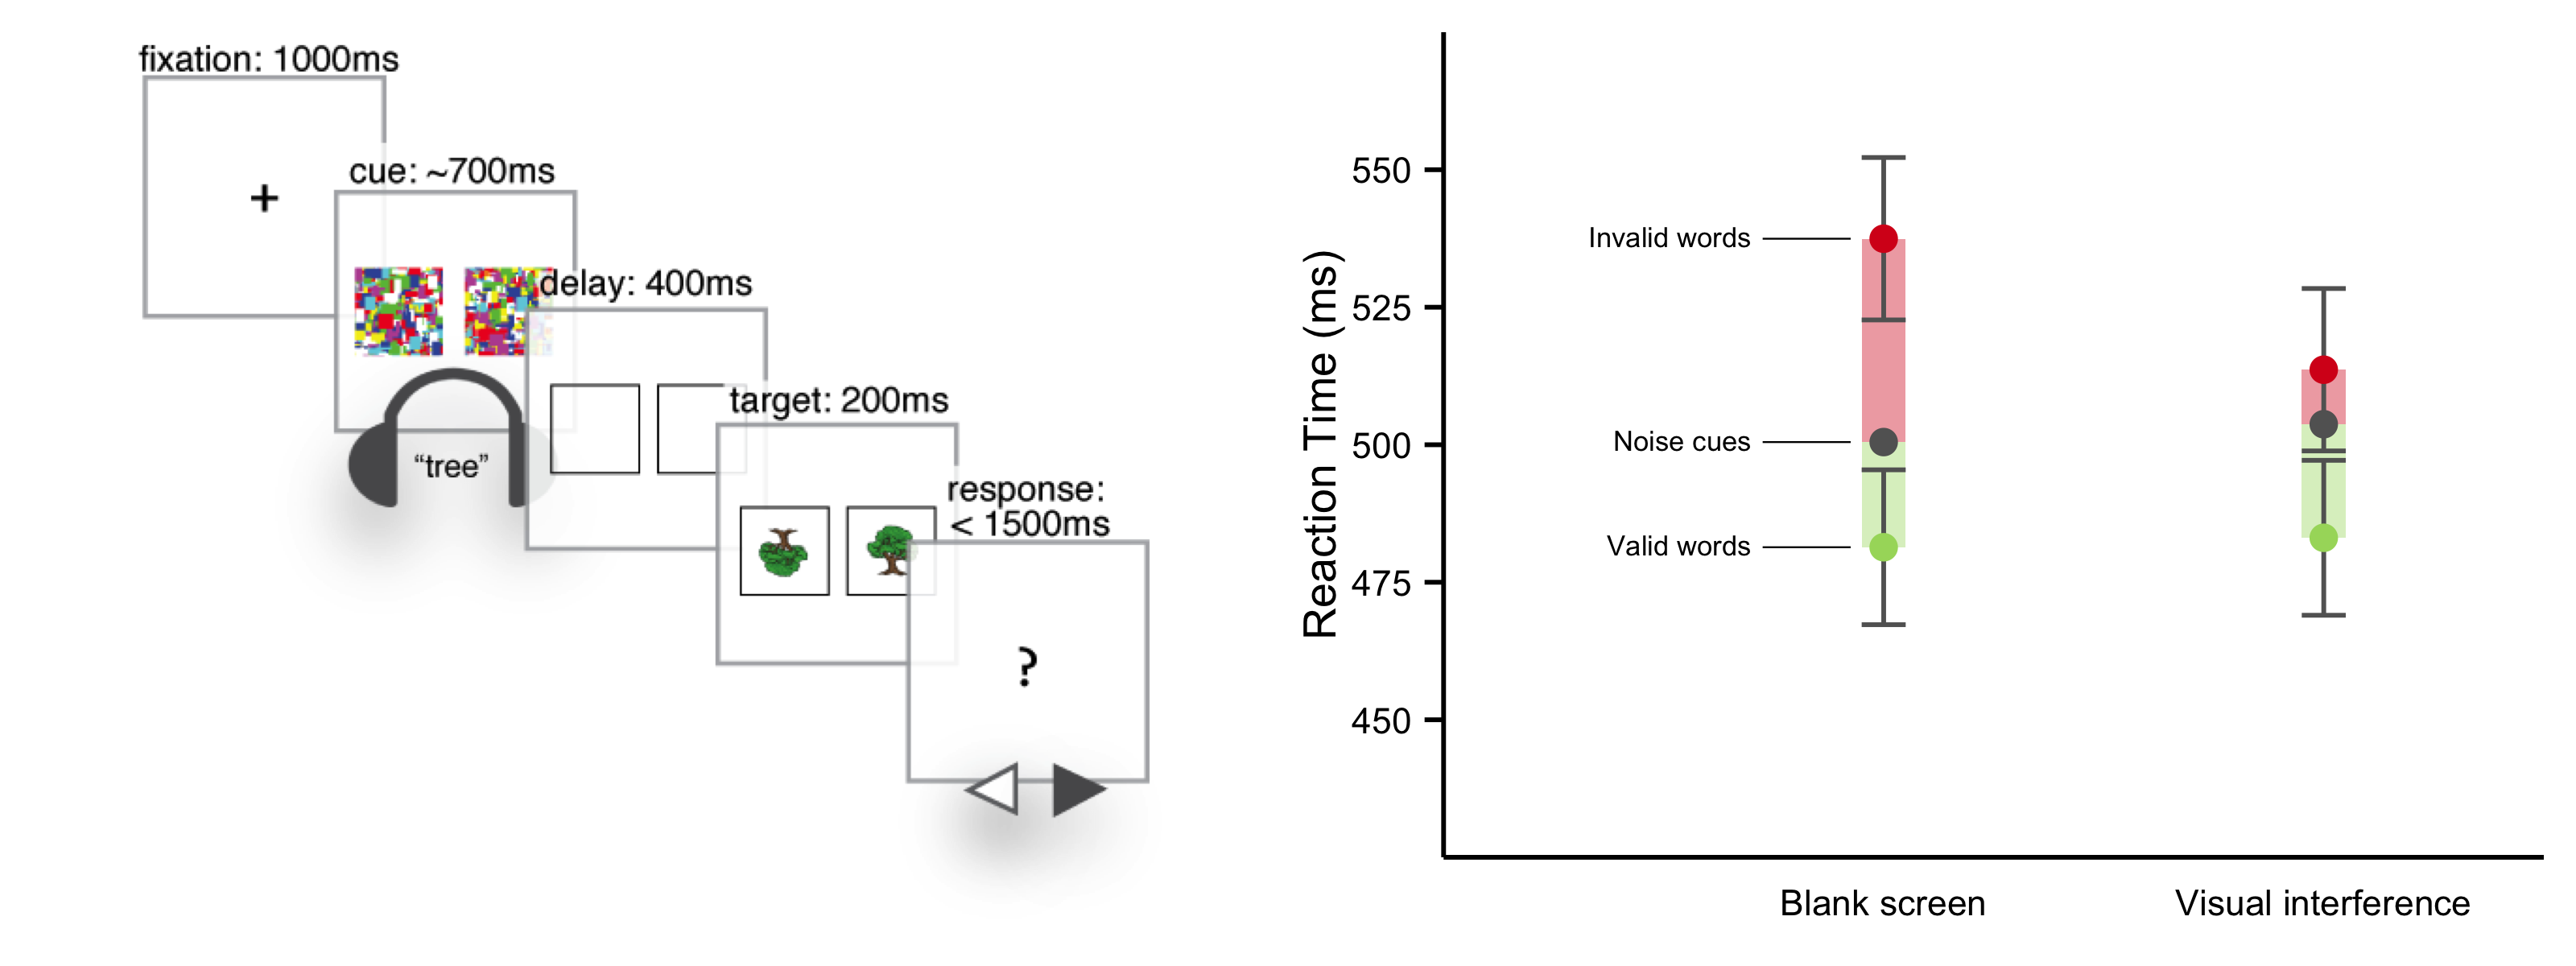 fixation: 1000ms
+
cue: ~700ms
“tree”
delay: 400ms
target: 200ms
response:
< 1500ms
?
Reaction Time (ms)
550
525
500
475
450
Invalid words
Noise cues
Valid words
Blank screen
Visual interference